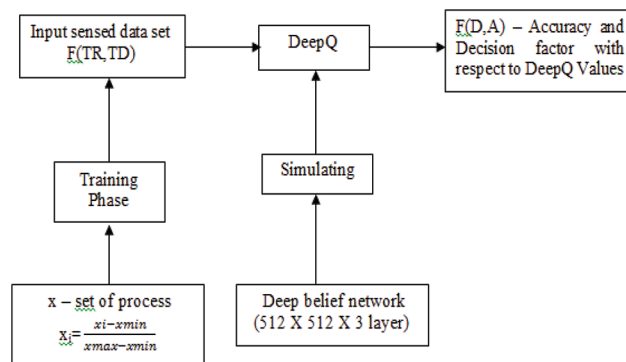 Input sensed data set
F(TR,TD)
DeepQ
F(D,A) – Accuracy and
Decision factor with
respect to DeepQ Values
Training
Phase
Simulating
x – set of process
xi= xi−xmin / xmax−xmin
Deep belief network
(512 X 512 X 3 layer)